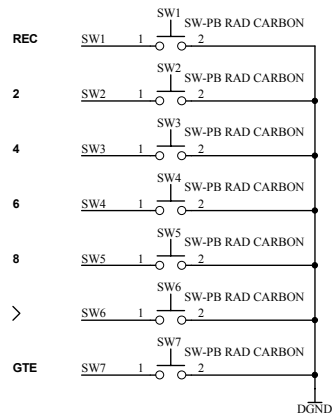 SW1
SW-PB RAD CARBON
REC SW1 1 2
SW2
SW-PB RAD CARBON
2 SW2 1 2
SW3
SW-PB RAD CARBON
4 SW3 1 2
SW4
SW-PB RAD CARBON
6 SW4 1 2
SW5
SW-PB RAD CARBON
8 SW5 1 2
SW6
SW-PB RAD CARBON
> SW6 1 2
SW7
SW-PB RAD CARBON
GTE SW7 1 2
DGND